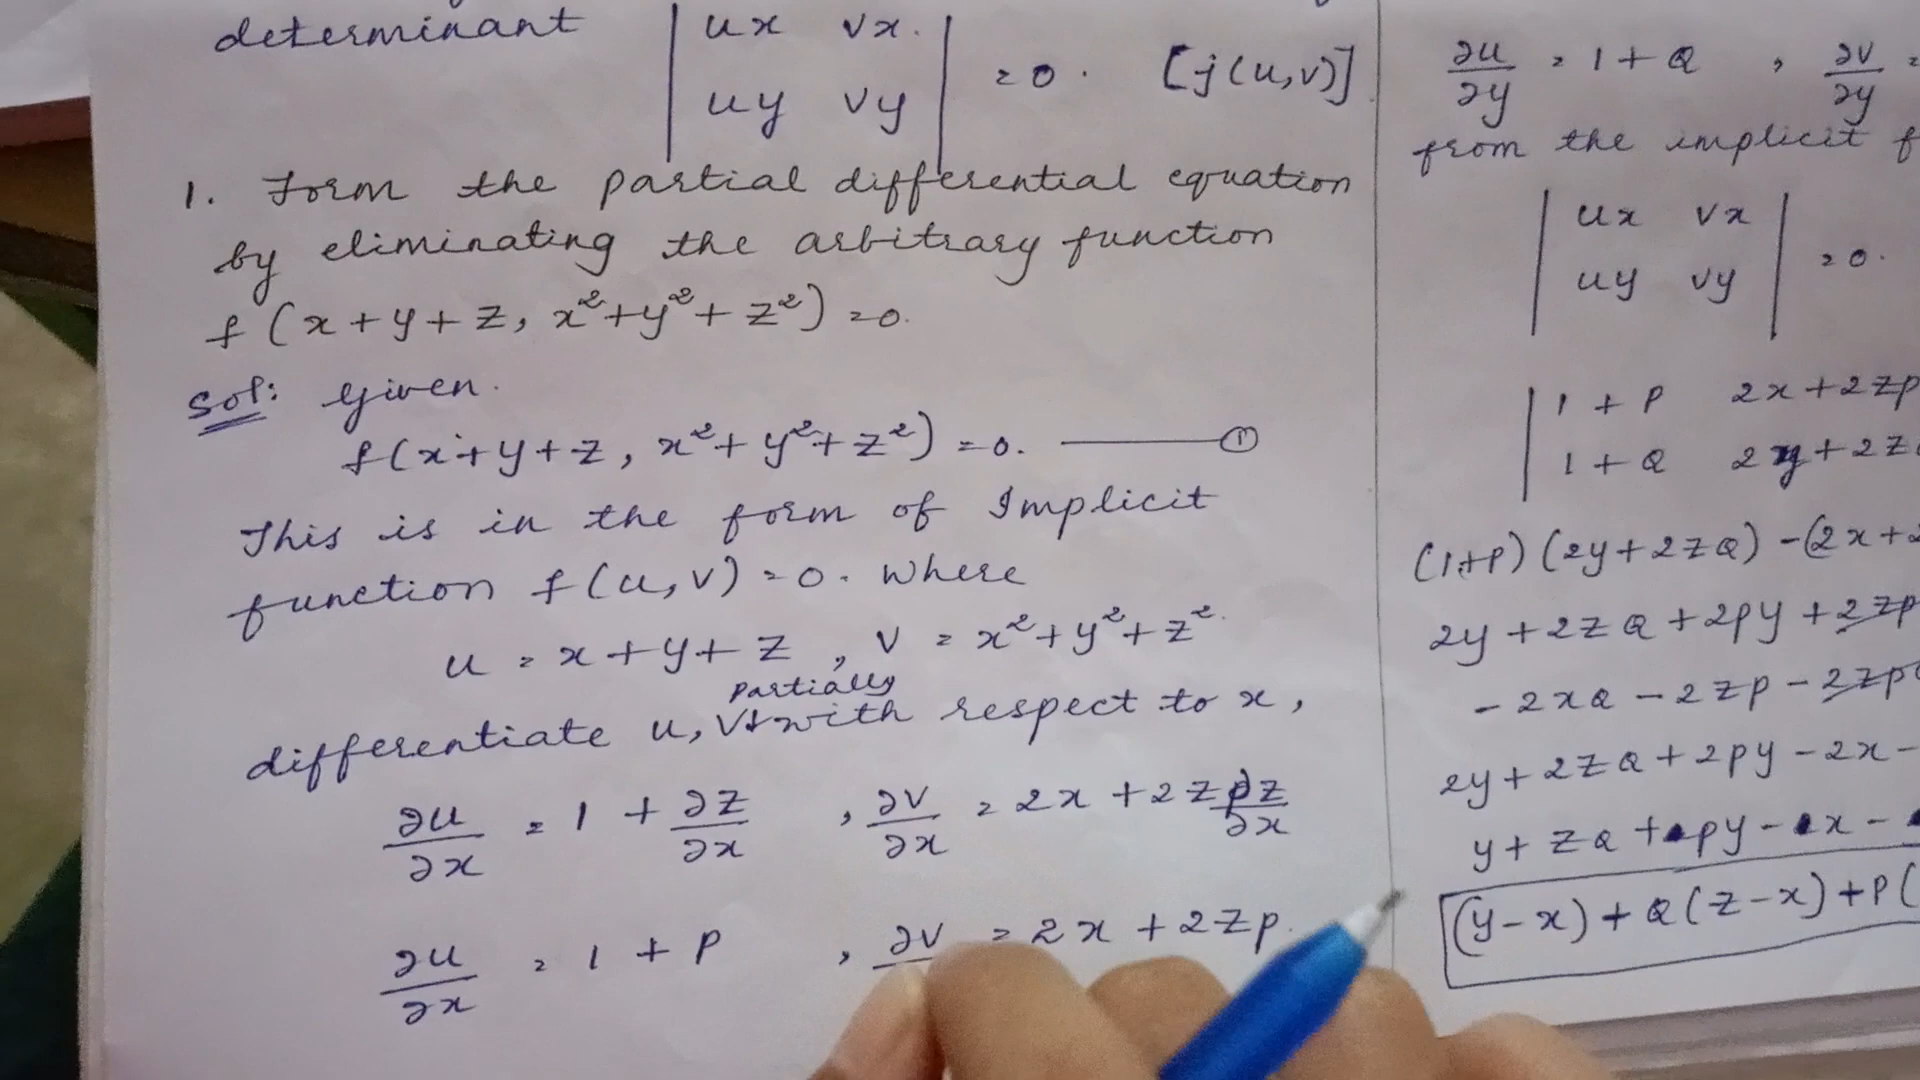 determinant | ux vx. |
| uy vy | = 0. [j(u,v)]
1. Form the partial differential equation
by eliminating the arbitrary function
f(x+y+z, x²+y²+z²) = 0.
Sol: Given.
f(x+y+z, x²+y²+z²) = 0. ——— ①
This is in the form of Implicit
function f(u,v) = 0. Where
u = x+y+z, v = x²+y²+z².
partially
differentiate u, v with respect to x,
∂u/∂x = 1 + ∂z/∂x, ∂v/∂x = 2x + 2z ∂z/∂x
∂u/∂x = 1 + p, ∂v = 2x + 2zp.
∂u/∂y = 1 + Q, ∂v/∂y =
from the implicit f
| ux vx |
| uy vy | = 0.
| 1 + p 2x + 2zp
| 1 + Q 2y + 2z
(1+p)(2y+2zQ) - (2x+
2y + 2zQ + 2py + 2zp
- 2xQ - 2zp - 2zp
2y + 2zQ + 2py - 2x -
y + zQ + py - x -
(y-x) + Q(z-x) + p(